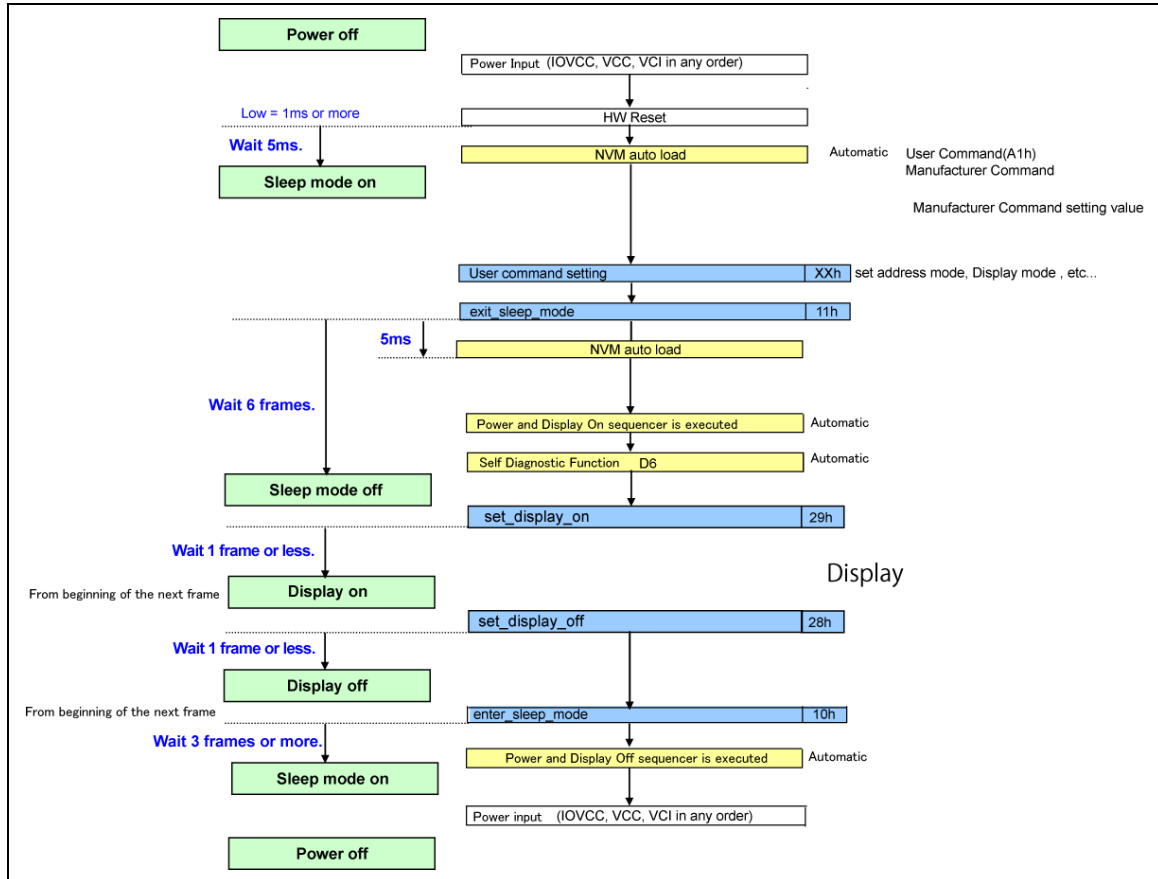 Power off
Power Input (IOVCC, VCC, VCI in any order)
Low = 1ms or more
HW Reset
Wait 5ms.
NVM auto load
Automatic
User Command(A1h)
Manufacturer Command
Sleep mode on
Manufacturer Command setting value
User command setting
XXh
set address mode, Display mode , etc...
exit_sleep_mode
11h
5ms
NVM auto load
Wait 6 frames.
Power and Display On sequencer is executed
Automatic
Self Diagnostic Function D6
Automatic
Sleep mode off
set_display_on
29h
Wait 1 frame or less.
Display
From beginning of the next frame
Display on
set_display_off
28h
Wait 1 frame or less.
Display off
From beginning of the next frame
enter_sleep_mode
10h
Wait 3 frames or more.
Power and Display Off sequencer is executed
Automatic
Sleep mode on
Power input (IOVCC, VCC, VCI in any order)
Power off